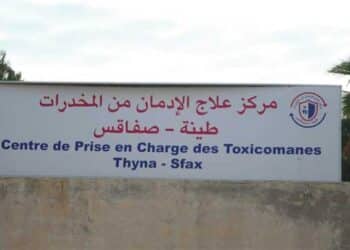 مركز علاج الإدمان من المخدرات
طينة - صفاقس
Centre de Prise en Charge des Toxicomanes
Thyna - Sfax